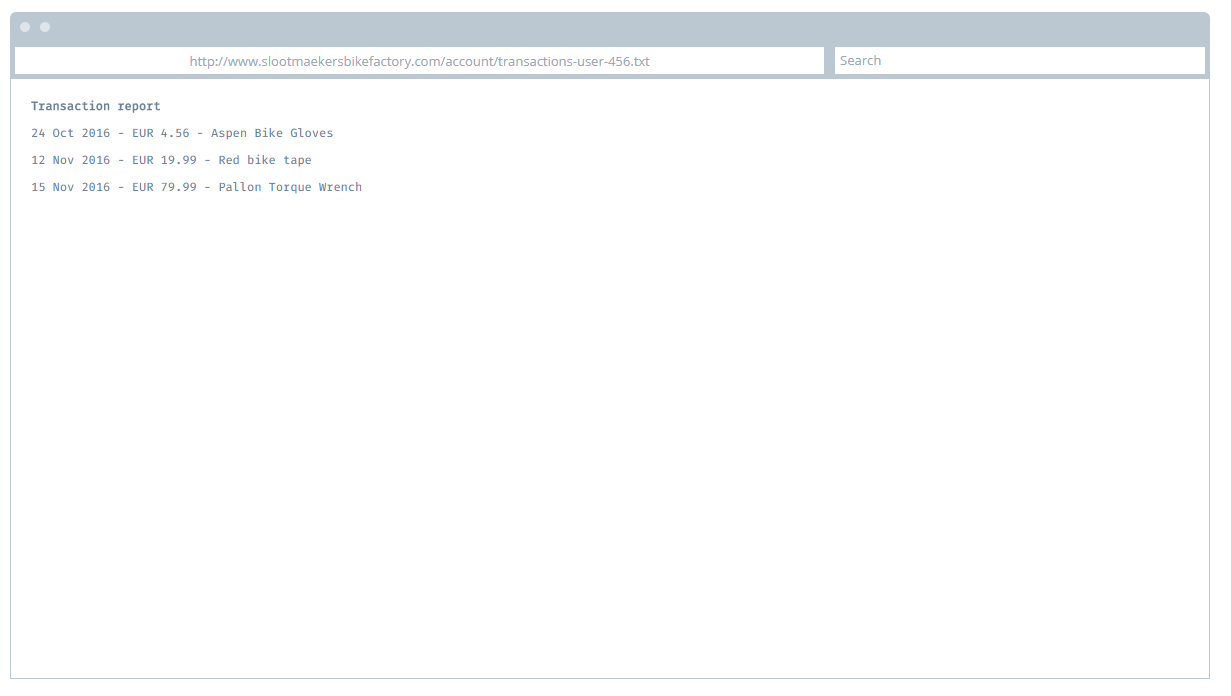 http://www.slootmaekersbikefactory.com/account/transactions-user-456.txt
Search
Transaction report
24 Oct 2016 - EUR 4.56 - Aspen Bike Gloves
12 Nov 2016 - EUR 19.99 - Red bike tape
15 Nov 2016 - EUR 79.99 - Pallon Torque Wrench